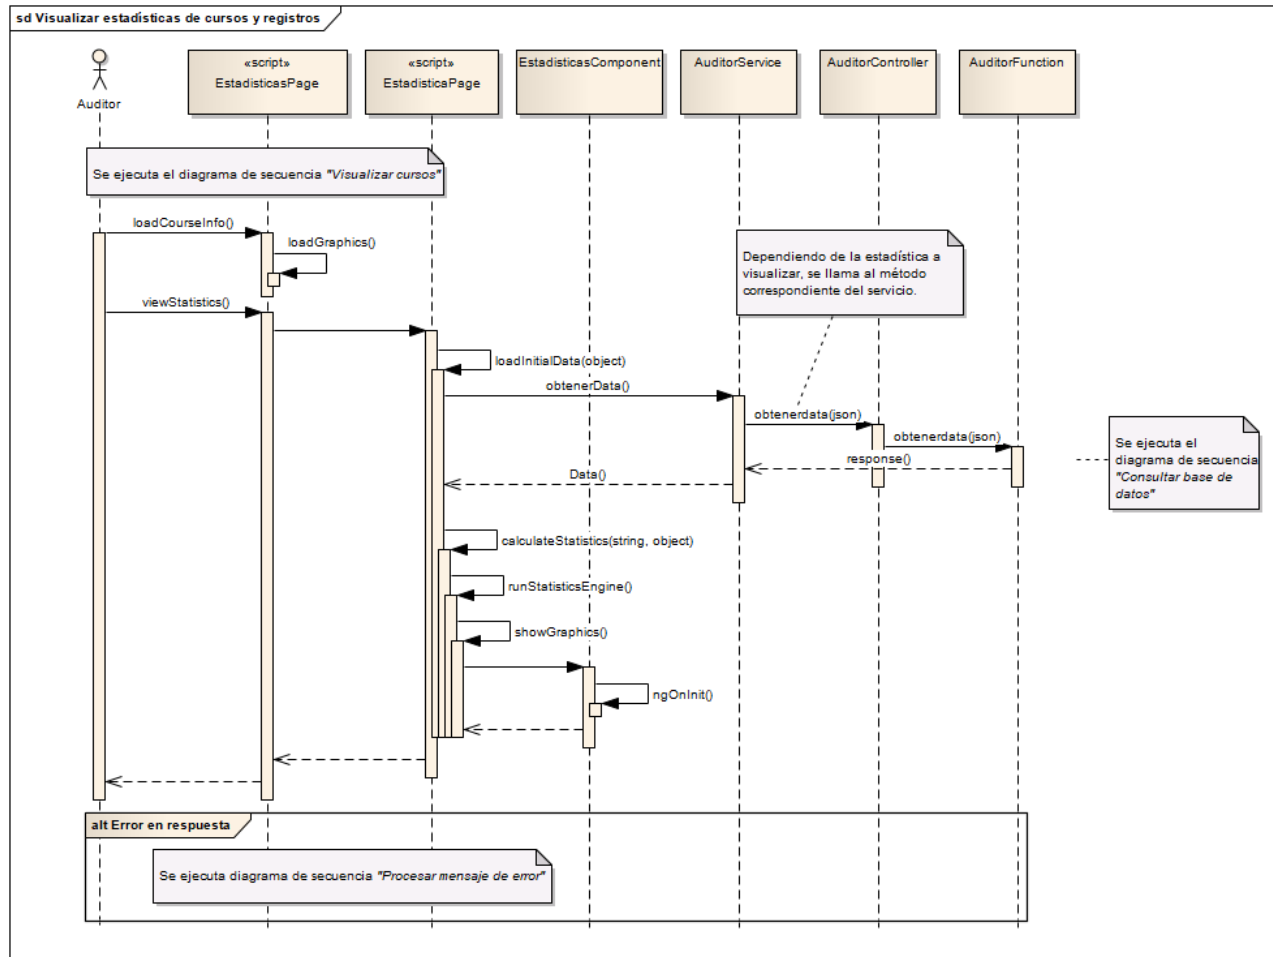 sd Visualizar estadísticas de cursos y registros
Auditor
«script»
EstadisticasPage
«script»
EstadisticaPage
EstadisticasComponent
AuditorService
AuditorController
AuditorFunction
Se ejecuta el diagrama de secuencia "Visualizar cursos"
loadCourseInfo()
loadGraphics()
Dependiendo de la estadística a
visualizar, se llama al método
correspondiente del servicio.
viewStatistics()
loadInitialData(object)
obtenerData()
obtenerdata(json)
obtenerdata(json)
response()
Data()
Se ejecuta el
diagrama de secuencia
"Consultar base de
datos"
calculateStatistics(string, object)
runStatisticsEngine()
showGraphics()
ngOnInit()
alt Error en respuesta
Se ejecuta diagrama de secuencia "Procesar mensaje de error"